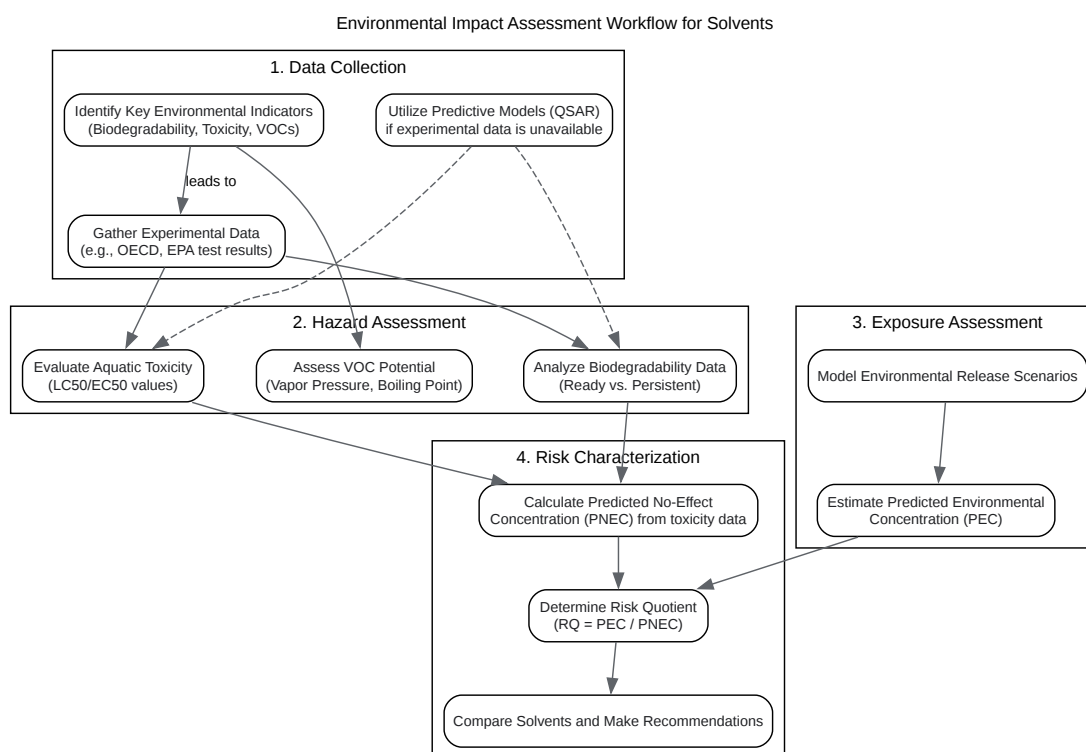 Environmental Impact Assessment Workflow for Solvents
1. Data Collection
Identify Key Environmental Indicators
(Biodegradability, Toxicity, VOCs)
Utilize Predictive Models (QSAR)
if experimental data is unavailable
leads to
Gather Experimental Data
(e.g., OECD, EPA test results)
2. Hazard Assessment
Evaluate Aquatic Toxicity
(LC50/EC50 values)
Assess VOC Potential
(Vapor Pressure, Boiling Point)
Analyze Biodegradability Data
(Ready vs. Persistent)
3. Exposure Assessment
Model Environmental Release Scenarios
Estimate Predicted Environmental
Concentration (PEC)
4. Risk Characterization
Calculate Predicted No-Effect
Concentration (PNEC) from toxicity data
Determine Risk Quotient
(RQ = PEC / PNEC)
Compare Solvents and Make Recommendations